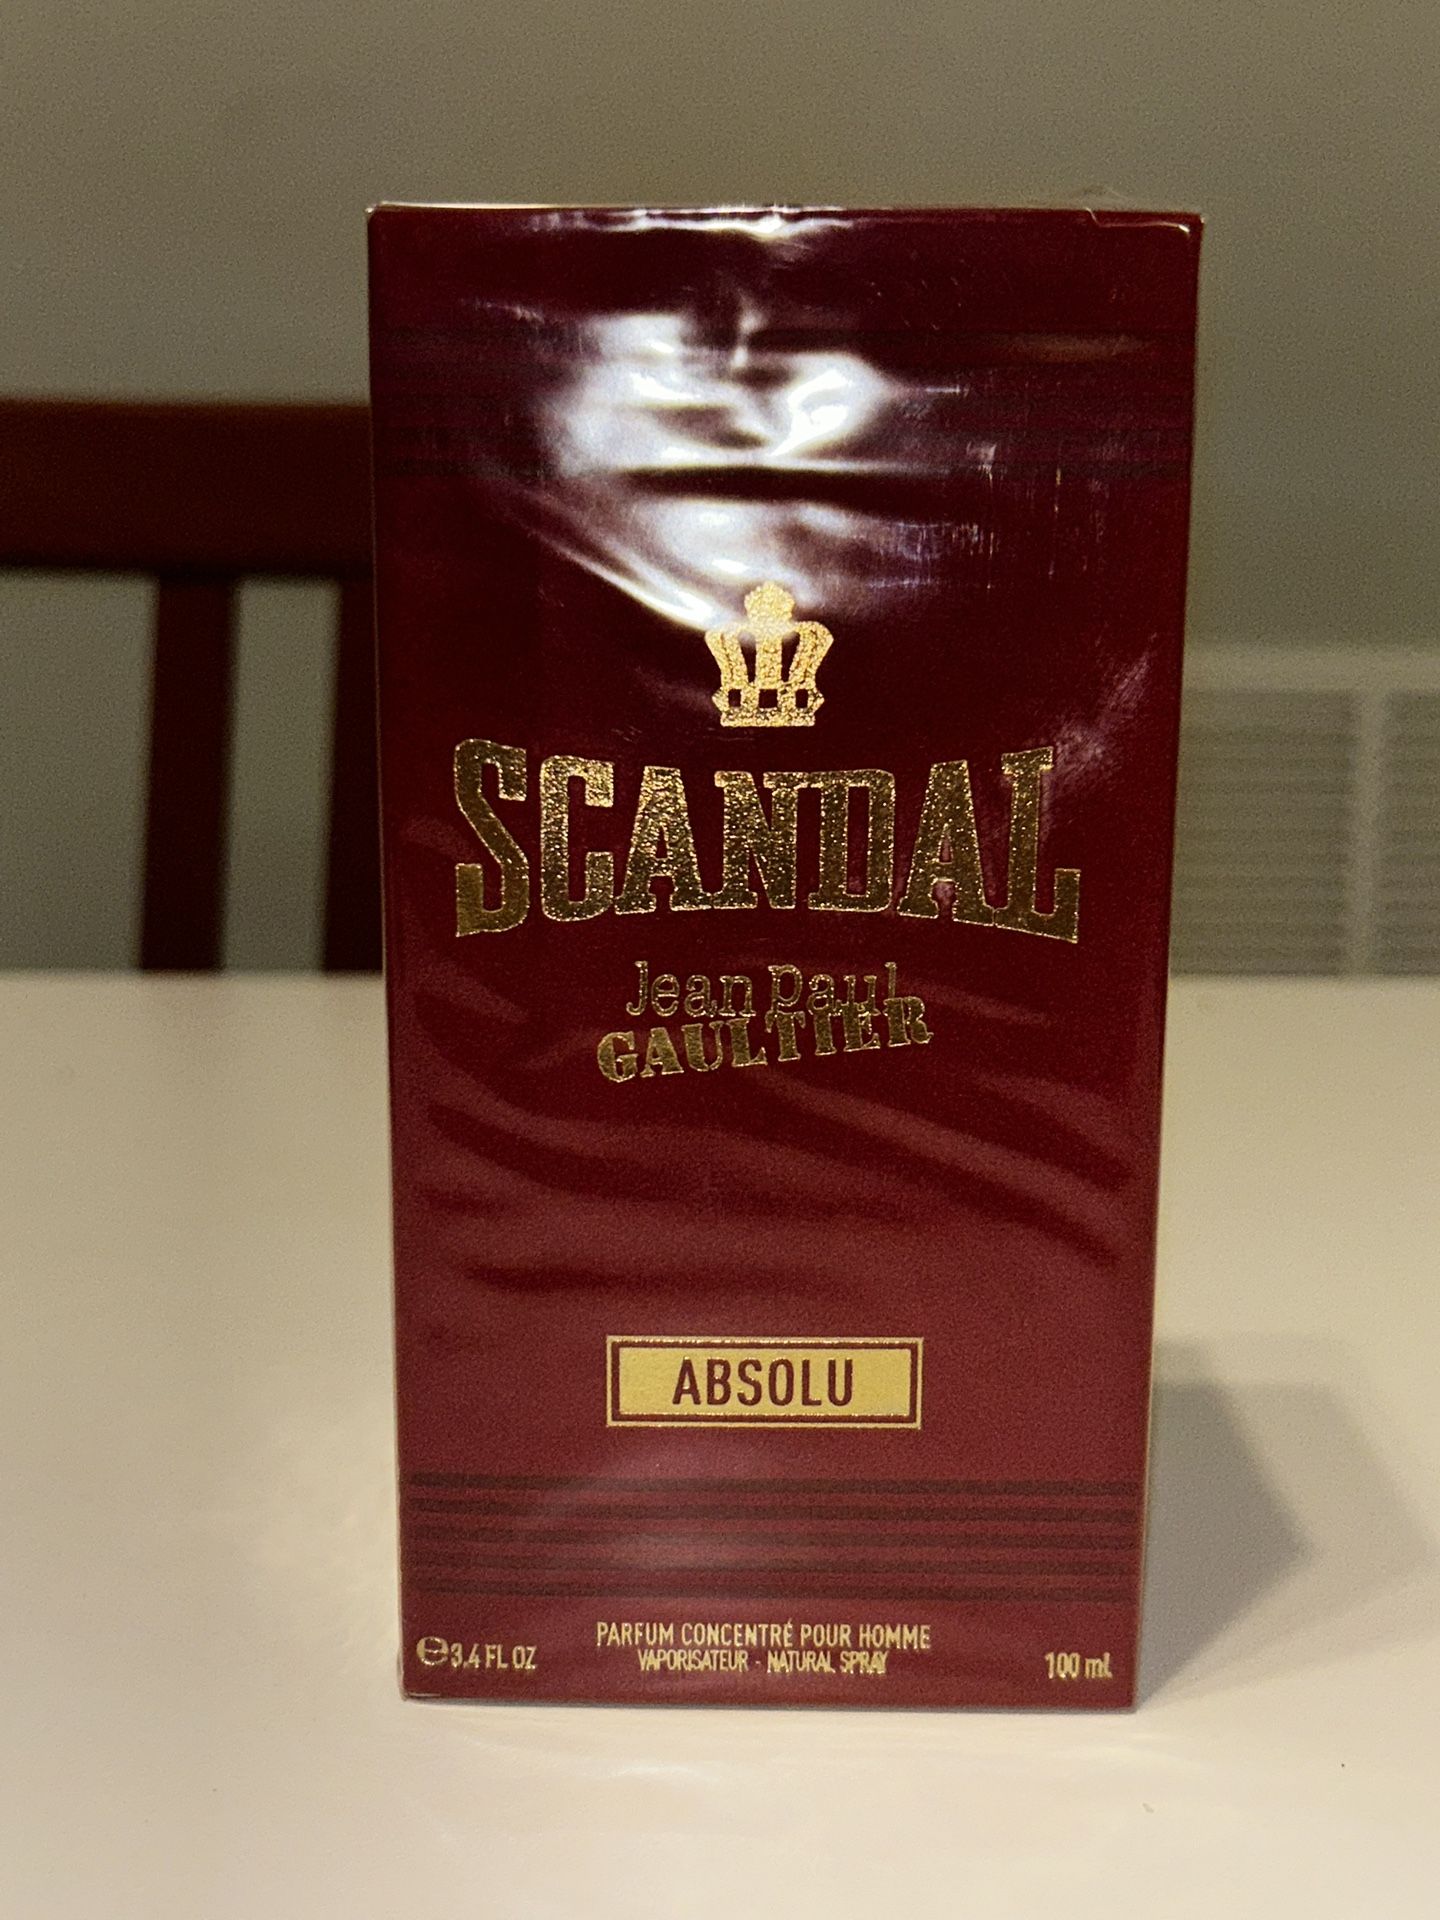 SCANDAL
Jean Paul
GAULTIER
ABSOLU
PARFUM CONCENTRÉ POUR HOMME
℮ 3.4 FL OZ VAPORISATEUR - NATURAL SPRAY 100 ml